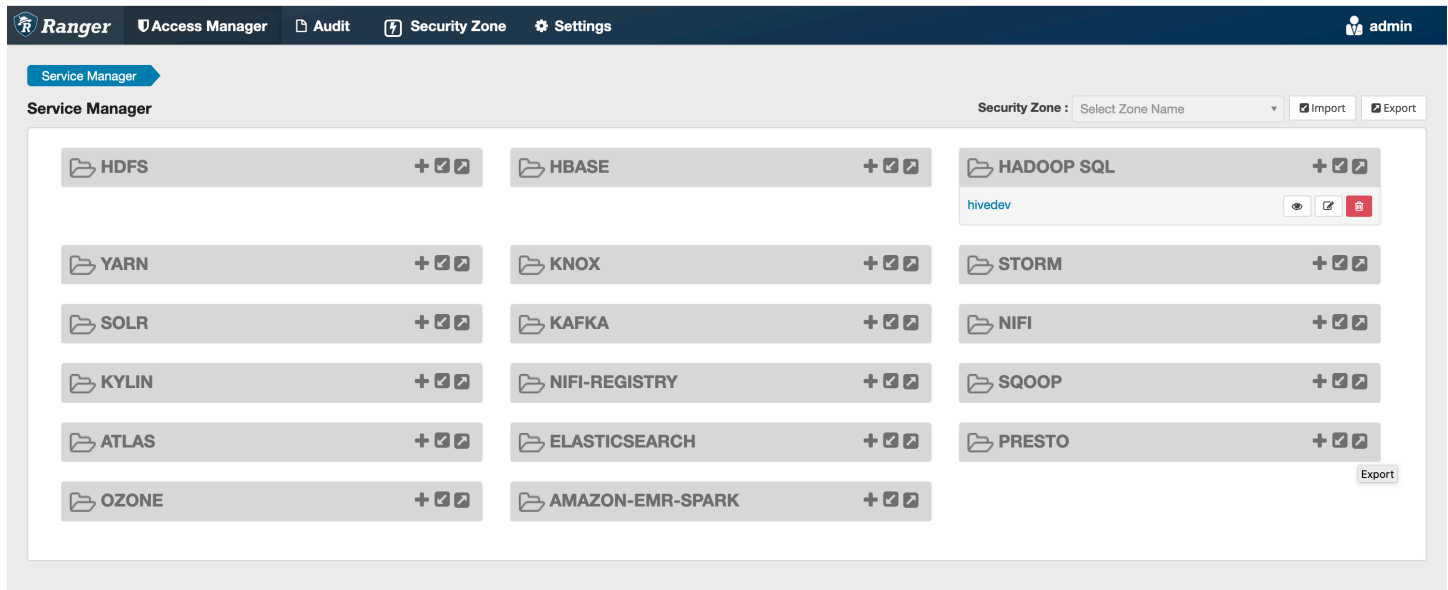 Ranger Access Manager Audit Security Zone Settings admin
Service Manager
Service Manager Security Zone : Select Zone Name Import Export
HDFS HBASE HADOOP SQL
hivedev
YARN KNOX STORM
SOLR KAFKA NIFI
KYLIN NIFI-REGISTRY SQOOP
ATLAS ELASTICSEARCH PRESTO
Export
OZONE AMAZON-EMR-SPARK